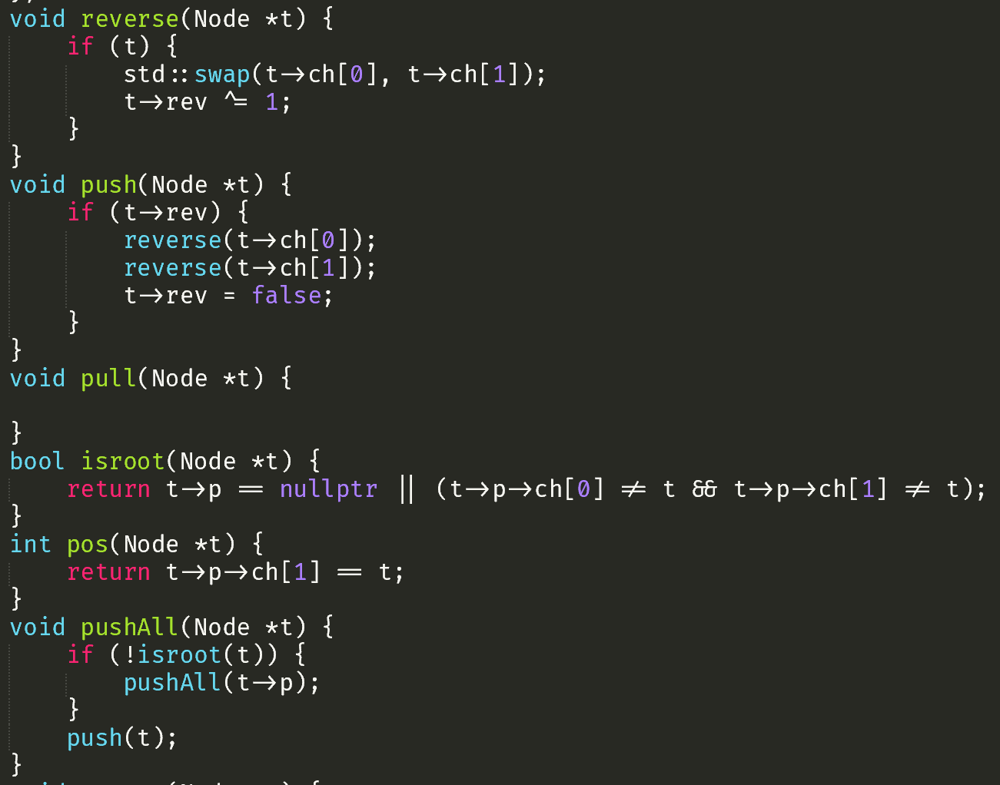 void reverse(Node *t) {
    if (t) {
        std::swap(t->ch[0], t->ch[1]);
        t->rev ^= 1;
    }
}
void push(Node *t) {
    if (t->rev) {
        reverse(t->ch[0]);
        reverse(t->ch[1]);
        t->rev = false;
    }
}
void pull(Node *t) {

}
bool isroot(Node *t) {
    return t->p == nullptr || (t->p->ch[0] != t && t->p->ch[1] != t);
}
int pos(Node *t) {
    return t->p->ch[1] == t;
}
void pushAll(Node *t) {
    if (!isroot(t)) {
        pushAll(t->p);
    }
    push(t);
}